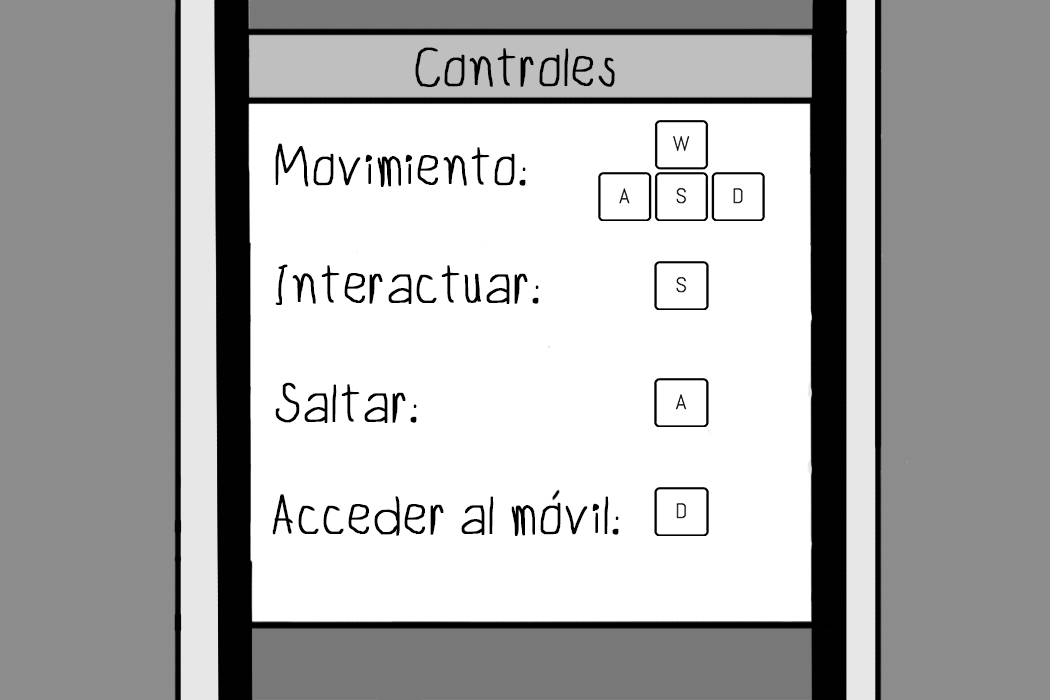 Controles
Movimiento: W
A S D
Interactuar: S
Saltar: A
Acceder al móvil: D